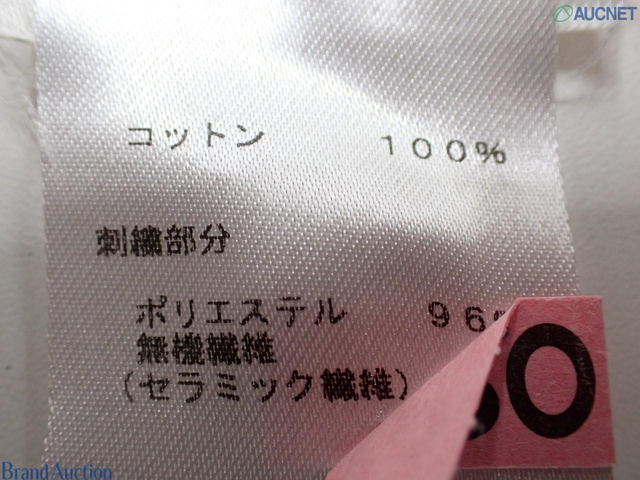 AUCNET
コットン 100%
刺繍部分
ポリエステル 96%
無機繊維
(セラミック繊維)
0
Brand Auction